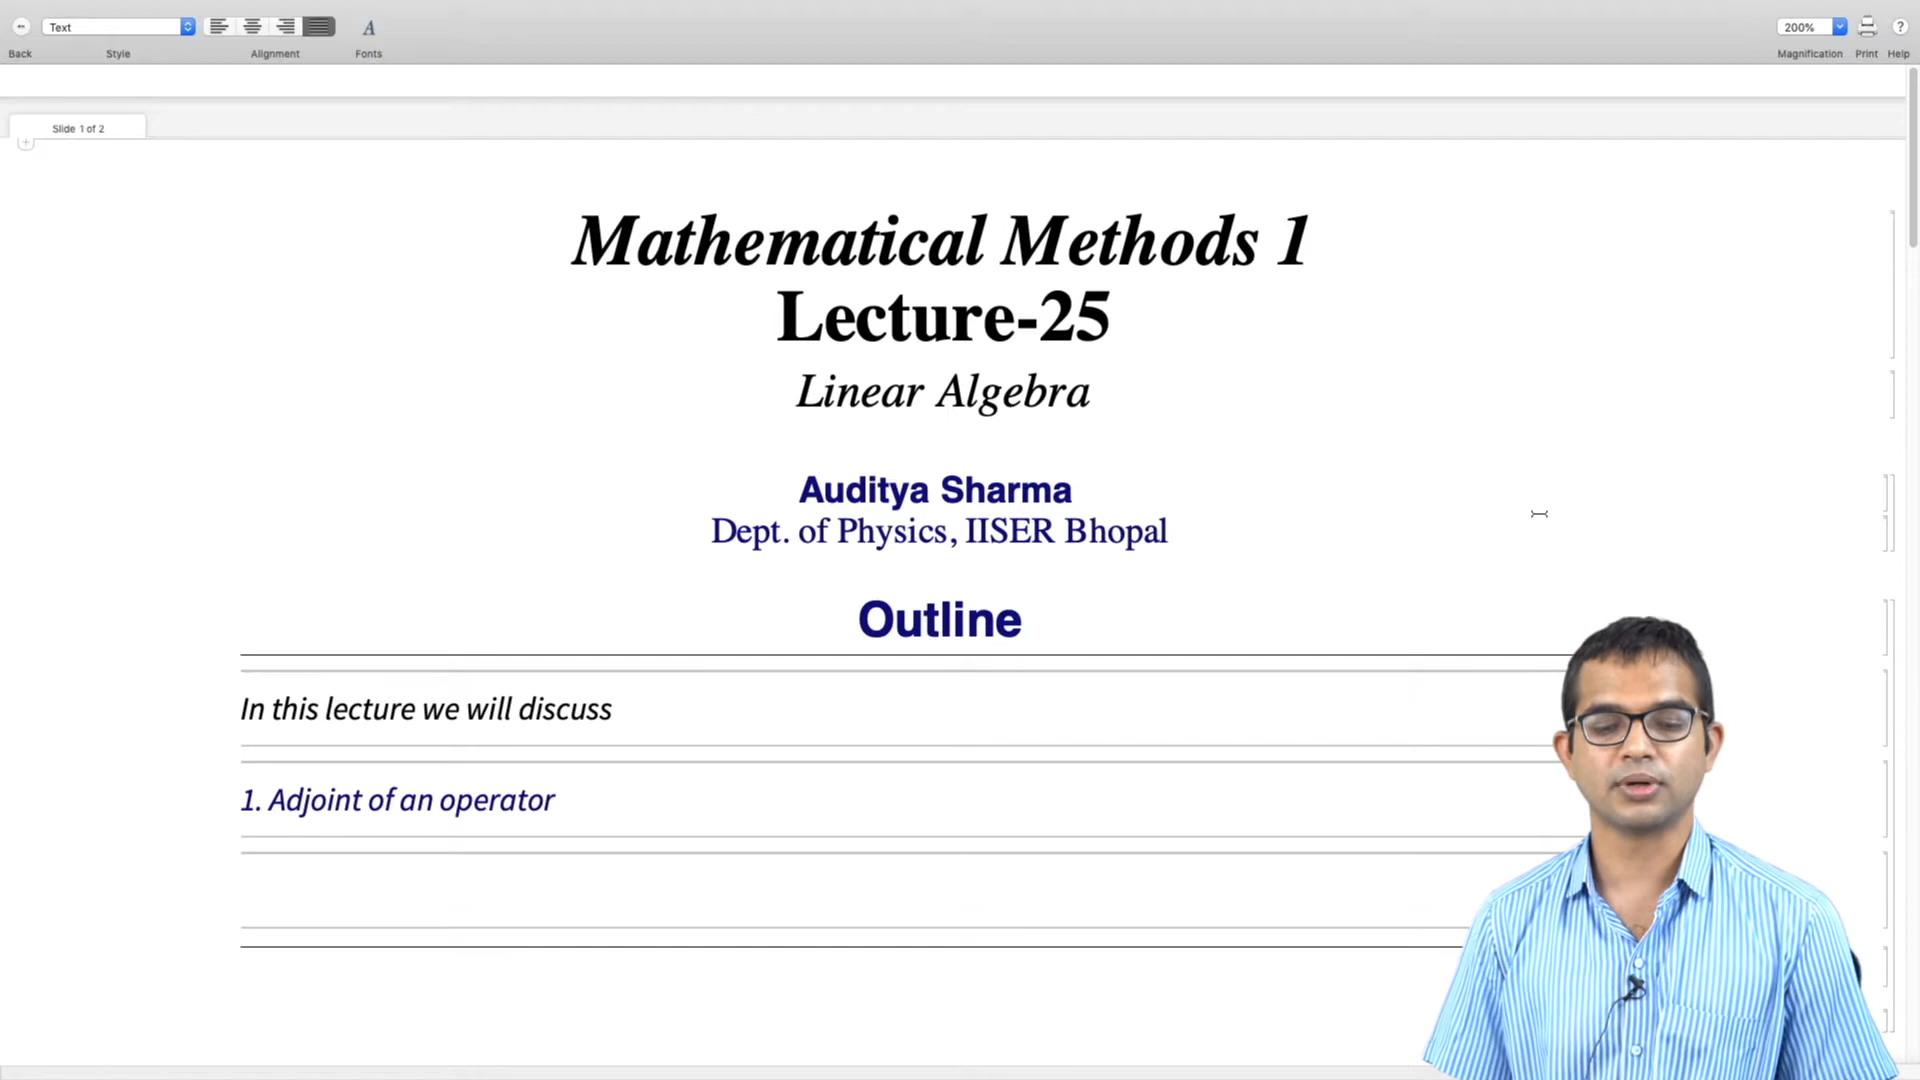 Text
200%
Back
Style
Alignment
Fonts
Magnification
Print
Help
Slide 1 of 2
Mathematical Methods 1
Lecture-25
Linear Algebra
Auditya Sharma
Dept. of Physics, IISER Bhopal
Outline
In this lecture we will discuss
1. Adjoint of an operator